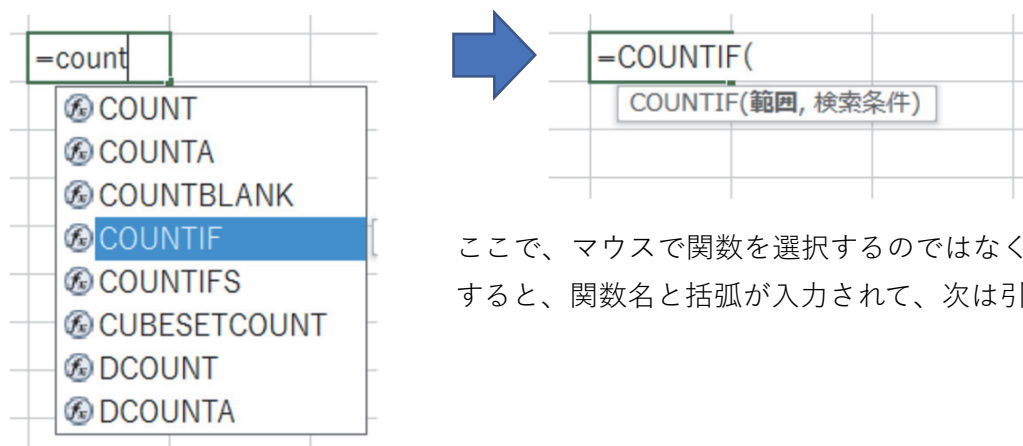 =count
COUNT
COUNTA
COUNTBLANK
COUNTIF
COUNTIFS
CUBESETCOUNT
DCOUNT
DCOUNTA
=COUNTIF(
COUNTIF(範囲, 検索条件)
ここで、マウスで関数を選択するのではなく
すると、関数名と括弧が入力されて、次は引